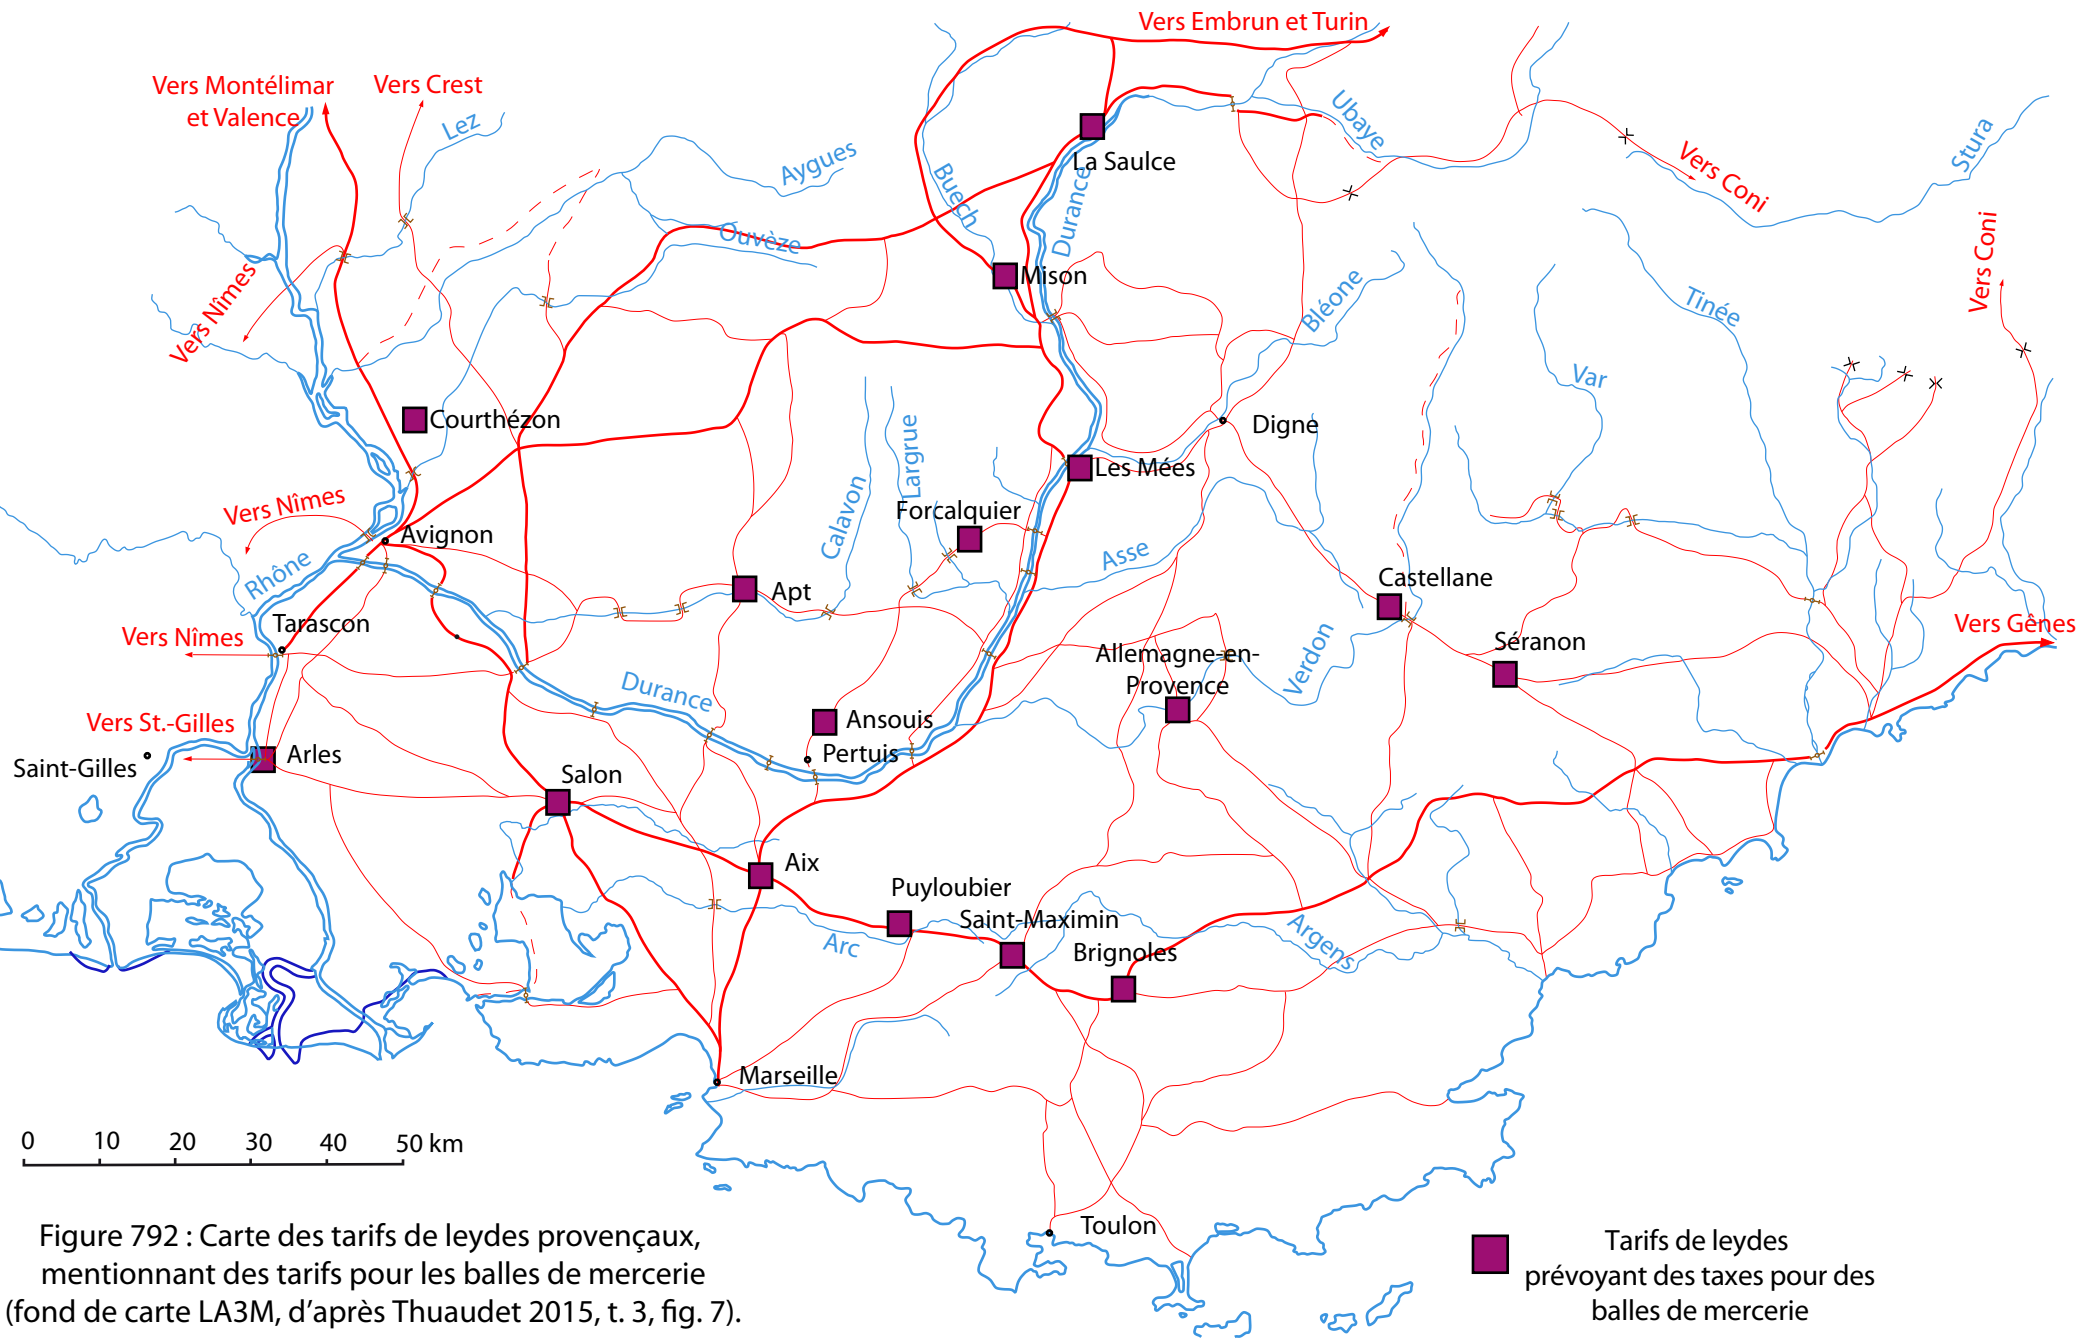 Vers Embrun et Turin
Vers Montélimar
et Valence
Vers Crest
Lez
Aygues
Ubaye
Stura
La Saulce
Vers Coni
Buech
Durance
Ouvèze
Mison
Vers Coni
Vers Nîmes
Bléone
Tinée
Var
Courthézon
Digne
Largrue
Les Mées
Calavon
Vers Nîmes
Forcalquier
Avignon
Asse
Rhône
Apt
Castellane
Tarascon
Vers Nîmes
Vers Gênes
Séranon
Allemagne-en-
Provence
Verdon
Durance
Vers St.-Gilles
Ansouis
Saint-Gilles
Arles
Pertuis
Salon
Aix
Puyloubier
Saint-Maximin
Arc
Brignoles
Argens
Marseille
0 10 20 30 40 50 km
Toulon
Figure 792 : Carte des tarifs de leydes provençaux,
mentionnant des tarifs pour les balles de mercerie
(fond de carte LA3M, d’après Thuaudet 2015, t. 3, fig. 7).
Tarifs de leydes
prévoyant des taxes pour des
balles de mercerie